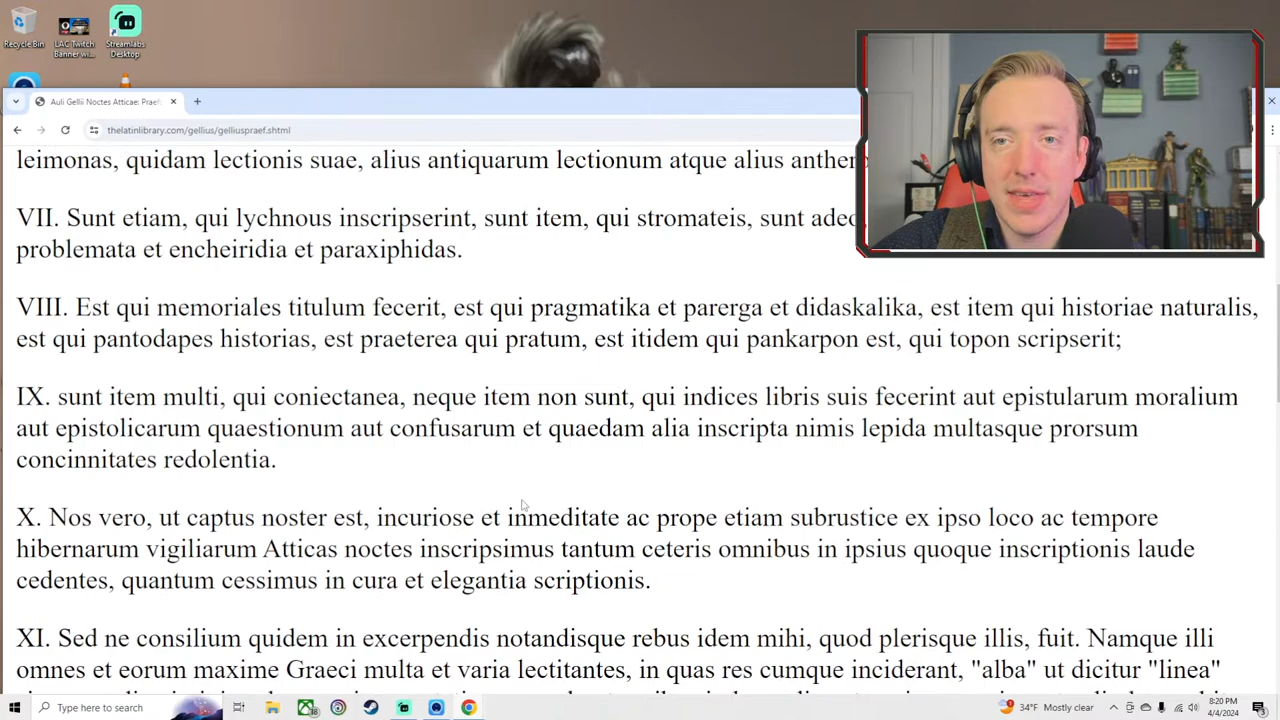 Recycle Bin
LAC Twitch
Banner wi...
Streamlabs
Desktop
Auli Gellii Noctes Atticae: Praef
thelatinlibrary.com/gellius/gelliuspraef.shtml
leimonas, quidam lectionis suae, alius antiquarum lectionum atque alius
VII. Sunt etiam, qui lychnous inscripserint, sunt item, qui stromateis, sunt adeo
problemata et encheiridia et paraxiphidas.
VIII. Est qui memoriales titulum fecerit, est qui pragmatika et parerga et didaskalika, est item qui historiae naturalis,
est qui pantodapes historias, est praeterea qui pratum, est itidem qui pankarpon est, qui topon scripserit;
IX. sunt item multi, qui coniectanea, neque item non sunt, qui indices libris suis fecerint aut epistularum moralium
aut epistolicarum quaestionum aut confusarum et quaedam alia inscripta nimis lepida multasque prorsum
concinnitates redolentia.
X. Nos vero, ut captus noster est, incuriose et inmeditate ac prope etiam subrustice ex ipso loco ac tempore
hibernarum vigiliarum Atticas noctes inscripsimus tantum ceteris omnibus in ipsius quoque inscriptionis laude
cedentes, quantum cessimus in cura et elegantia scriptionis.
XI. Sed ne consilium quidem in excerpendis notandisque rebus idem mihi, quod plerisque illis, fuit. Namque illi
omnes et eorum maxime Graeci multa et varia lectitantes, in quas res cumque inciderant, "alba" ut dicitur "linea"
Type here to search
34°F Mostly clear
8:20 PM
4/4/2024